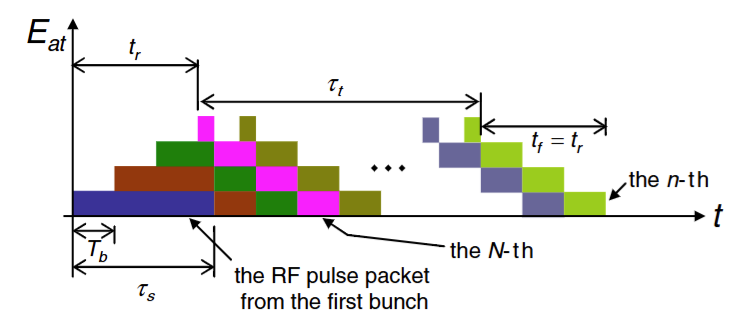 E_at
t_r
τ_t
t_f = t_r
...
the n-th
t
T_b
the N-th
the RF pulse packet
from the first bunch
τ_s